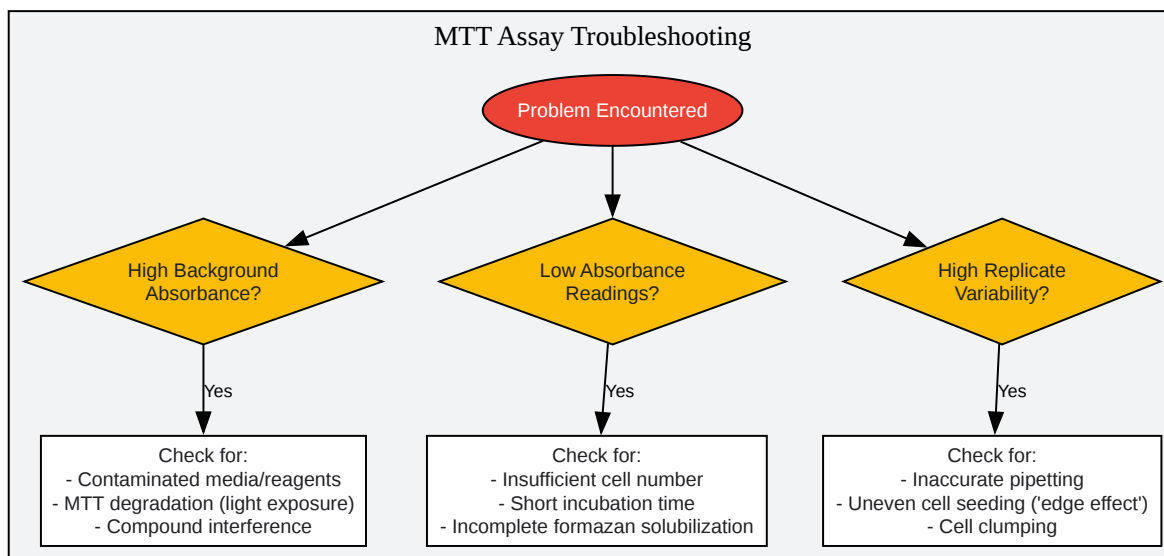 MTT Assay Troubleshooting
Problem Encountered
High Background
Absorbance?
Low Absorbance
Readings?
High Replicate
Variability?
Yes
Yes
Yes
Check for:
- Contaminated media/reagents
- MTT degradation (light exposure)
- Compound interference
Check for:
- Insufficient cell number
- Short incubation time
- Incomplete formazan solubilization
Check for:
- Inaccurate pipetting
- Uneven cell seeding ('edge effect')
- Cell clumping